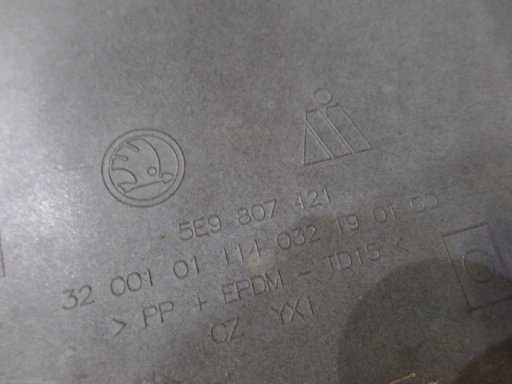 5E9 807 421
32 001 01 114 032 19 01 00
> PP + EPDM - TD15 <
CZ YX1